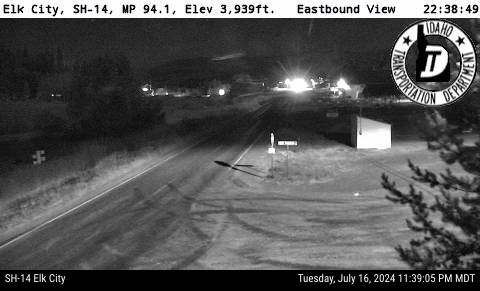 Elk City, SH-14, MP 94.1, Elev 3,939ft. Eastbound View 22:38:49
IDAHO
TRANSPORTATION DEPARTMENT
SH-14 Elk City Tuesday, July 16, 2024 11:39:05 PM MDT